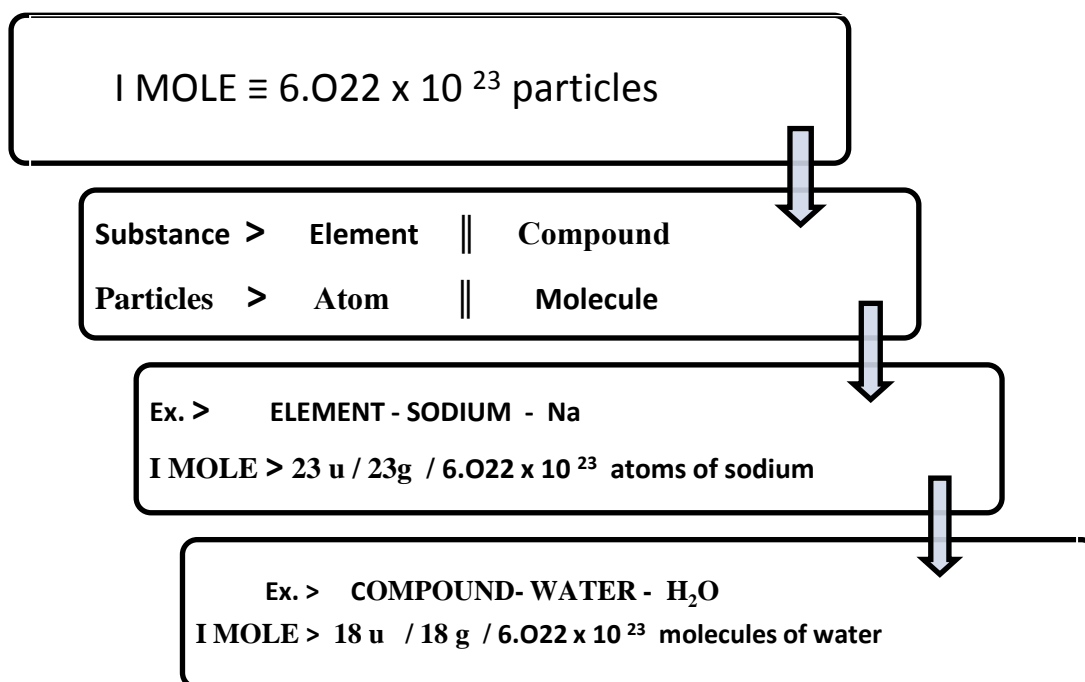 I MOLE ≡ 6.O22 x 10 ²³ particles
Substance > Element ‖ Compound
Particles > Atom ‖ Molecule
Ex. > ELEMENT - SODIUM - Na
I MOLE > 23 u / 23g / 6.O22 x 10 ²³ atoms of sodium
Ex. > COMPOUND- WATER - H₂O
I MOLE > 18 u / 18 g / 6.O22 x 10 ²³ molecules of water